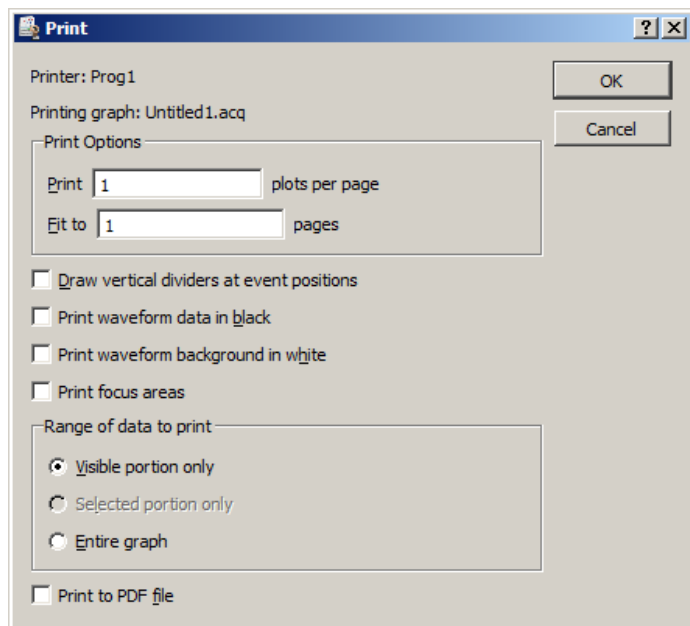 Print
Printer: Prog1
OK
Printing graph: Untitled1.acq
Cancel
Print Options
Print 1 plots per page
Fit to 1 pages
Draw vertical dividers at event positions
Print waveform data in black
Print waveform background in white
Print focus areas
Range of data to print
Visible portion only
Selected portion only
Entire graph
Print to PDF file